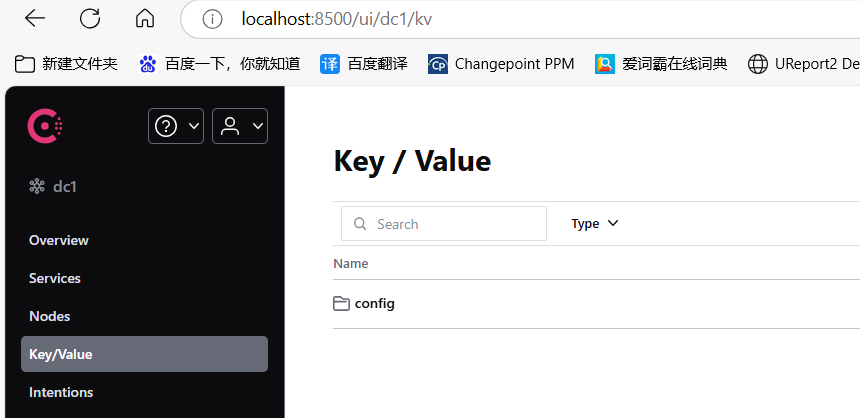 localhost:8500/ui/dc1/kv
新建文件夹 百度一下，你就知道 译 百度翻译 CP Changepoint PPM 爱词霸在线词典 UReport2 De
dc1
Overview
Services
Nodes
Key/Value
Intentions
Key / Value
Search Type
Name
config